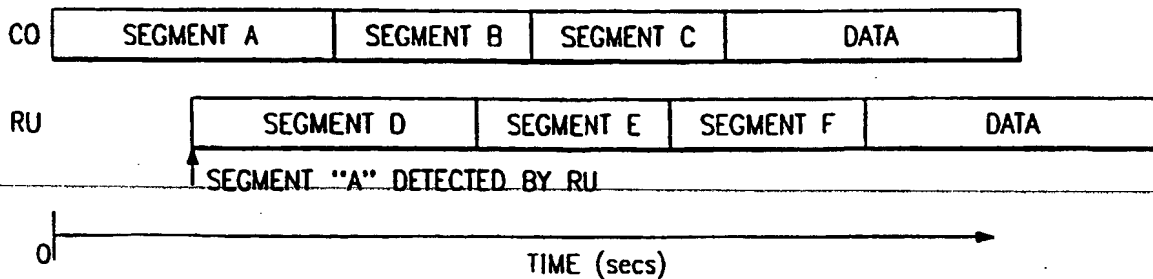 CO SEGMENT A SEGMENT B SEGMENT C DATA
RU SEGMENT D SEGMENT E SEGMENT F DATA
SEGMENT "A" DETECTED BY RU
0
TIME (secs)